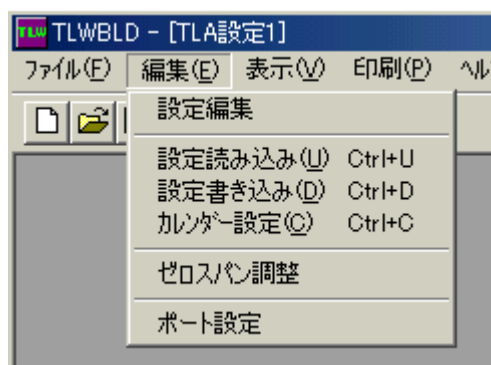 TLW TLWBLD - [TLA設定1]
ﾌｧｲﾙ(F) 編集(E) 表示(V) 印刷(P) ﾍﾙ
設定編集
設定読み込み(U) Ctrl+U
設定書き込み(D) Ctrl+D
ｶﾚﾝﾀﾞｰ設定(C) Ctrl+C
ゼロスパン調整
ポート設定